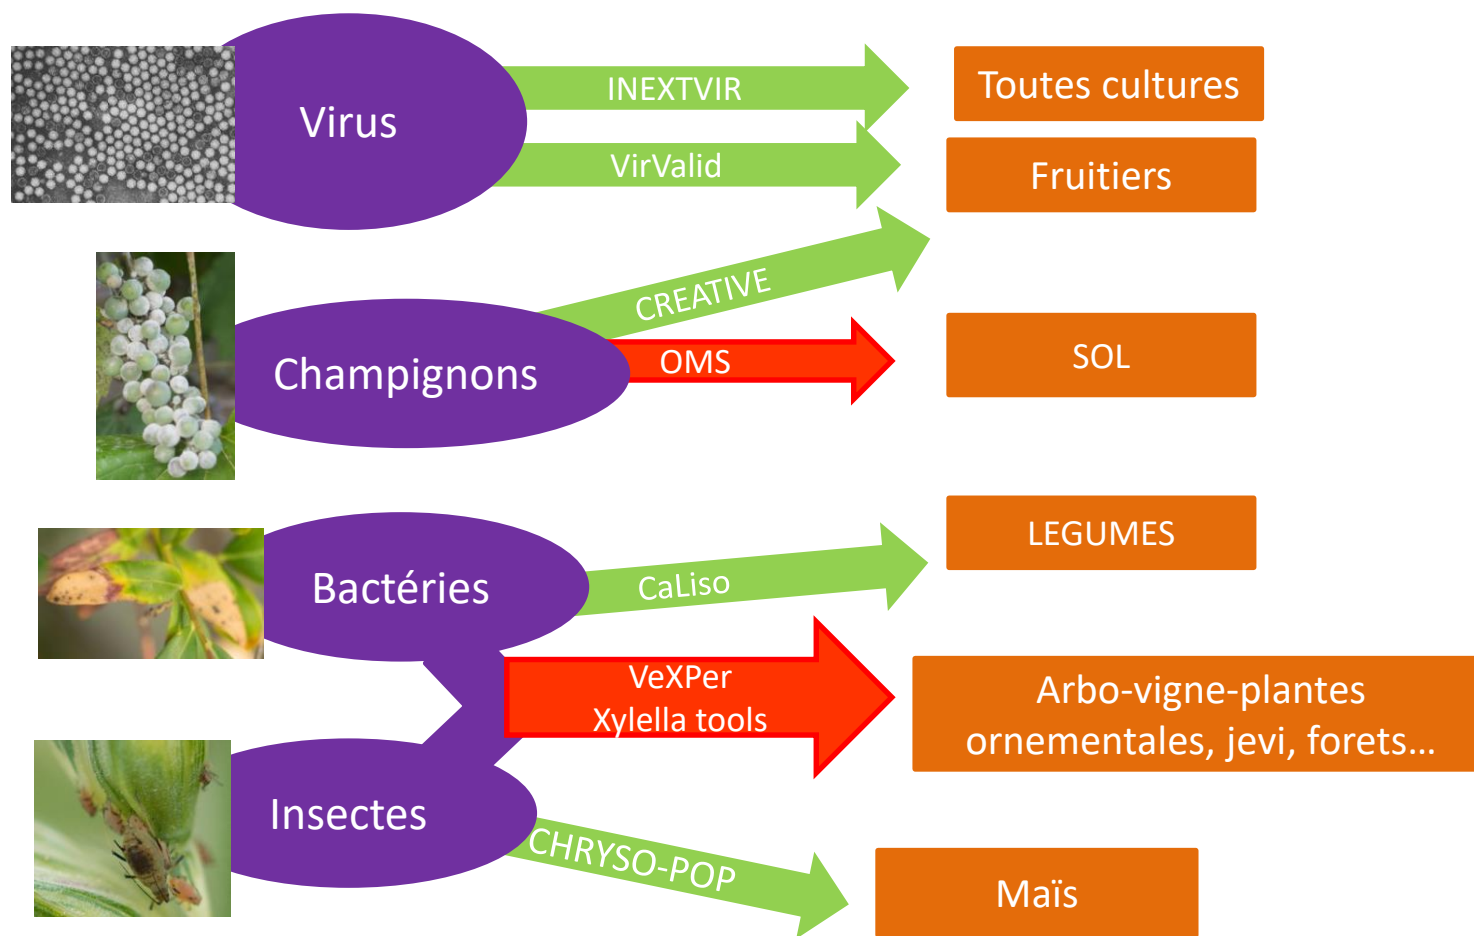 Virus
INEXTVIR
Toutes cultures
VirValid
Fruitiers
CREATIVE
Champignons
OMS
SOL
Bactéries
CaLiso
LEGUMES
VeXPer
Xylella tools
Arbo-vigne-plantes
ornementales, jevi, forets...
Insectes
CHRYSO-POP
Maïs